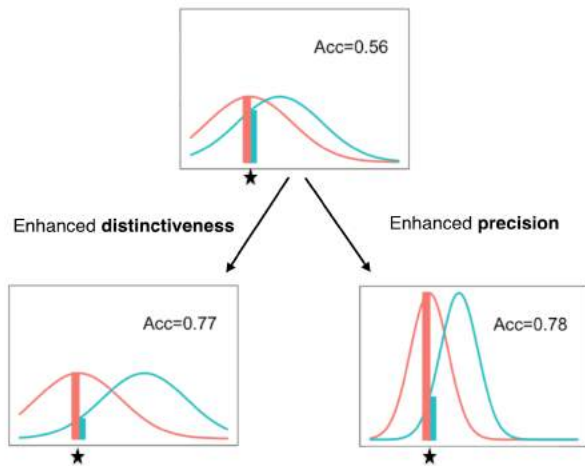 Acc=0.56
Enhanced distinctiveness
Enhanced precision
Acc=0.77
Acc=0.78